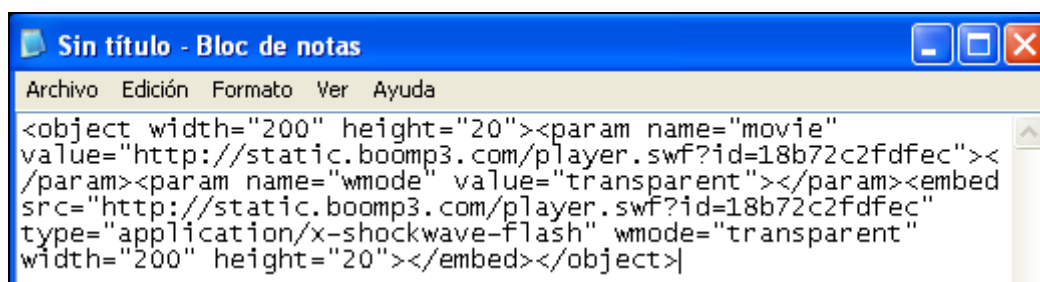 Sin título - Bloc de notas
Archivo Edición Formato Ver Ayuda
<object width="200" height="20"><param name="movie"
value="http://static.boomp3.com/player.swf?id=18b72c2fdfec"><
/param><param name="wmode" value="transparent"></param><embed
src="http://static.boomp3.com/player.swf?id=18b72c2fdfec"
type="application/x-shockwave-flash" wmode="transparent"
width="200" height="20"></embed></object>